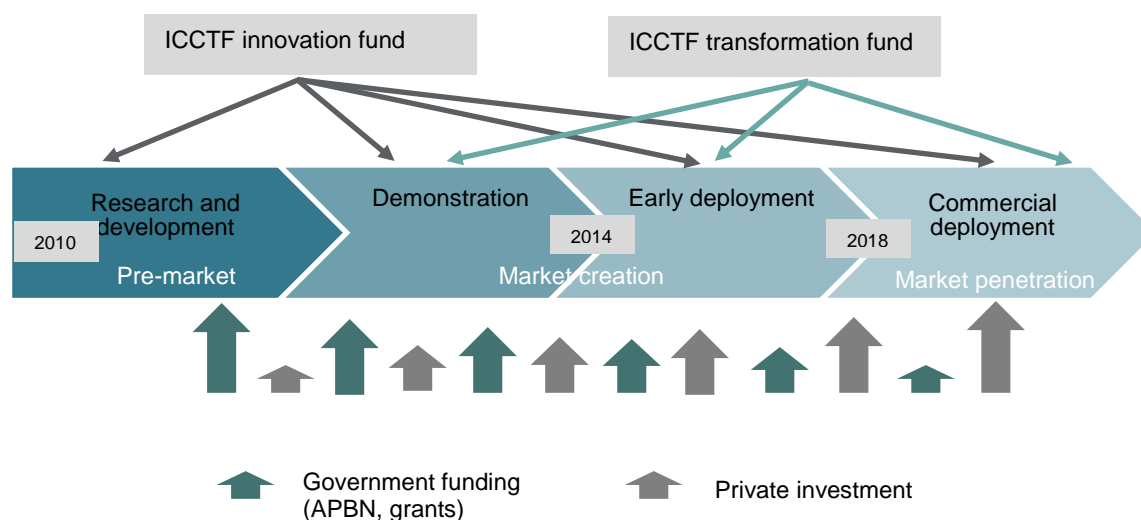 ICCTF innovation fund
ICCTF transformation fund
Research and
development
Demonstration
Early deployment
Commercial
deployment
2010
2014
2018
Pre-market
Market creation
Market penetration
Government funding
(APBN, grants)
Private investment